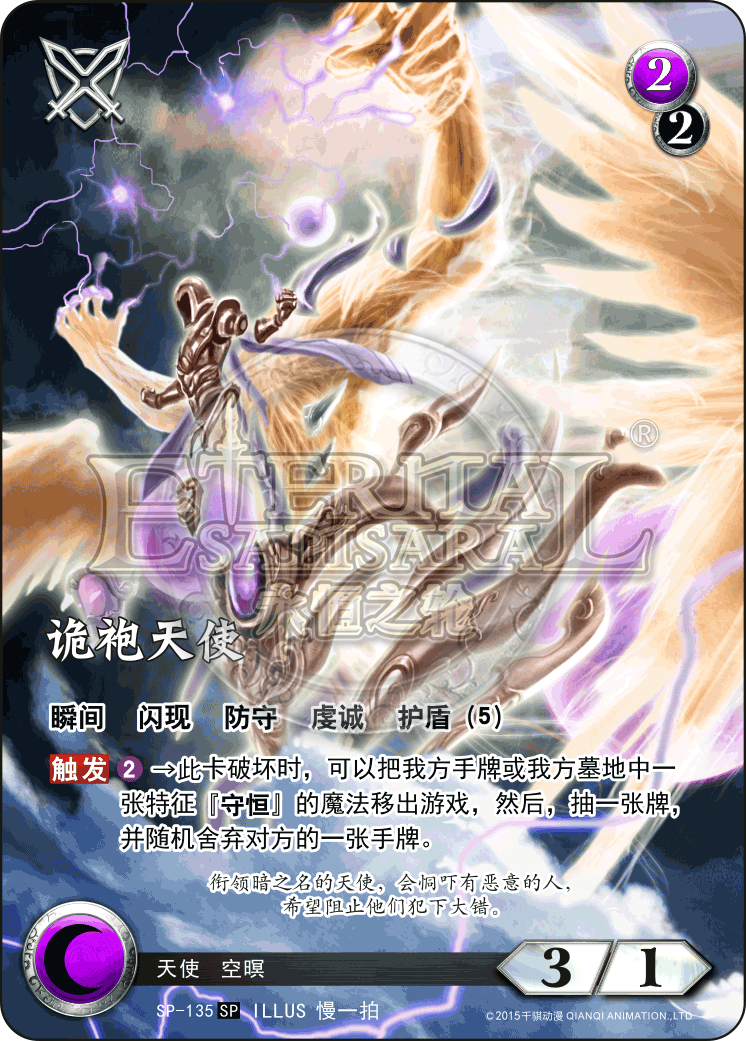 2
2
®
ETERITAL
ESAHISARAL
永恒之轮
诡袍天使
瞬间 闪现 防守 虔诚 护盾 (5)
触发 2 →此卡破坏时，可以把我方手牌或我方墓地中一
张特征『守恒』的魔法移出游戏，然后，抽一张牌，
并随机舍弃对方的一张手牌。
衔领暗之名的天使，会恫吓有恶意的人，
希望阻止他们犯下大错。
3 / 1
天使 空暝
SP-135 SP ILLUS 慢一拍
©2015千骐动漫 QIANQI ANIMATION.,LTD